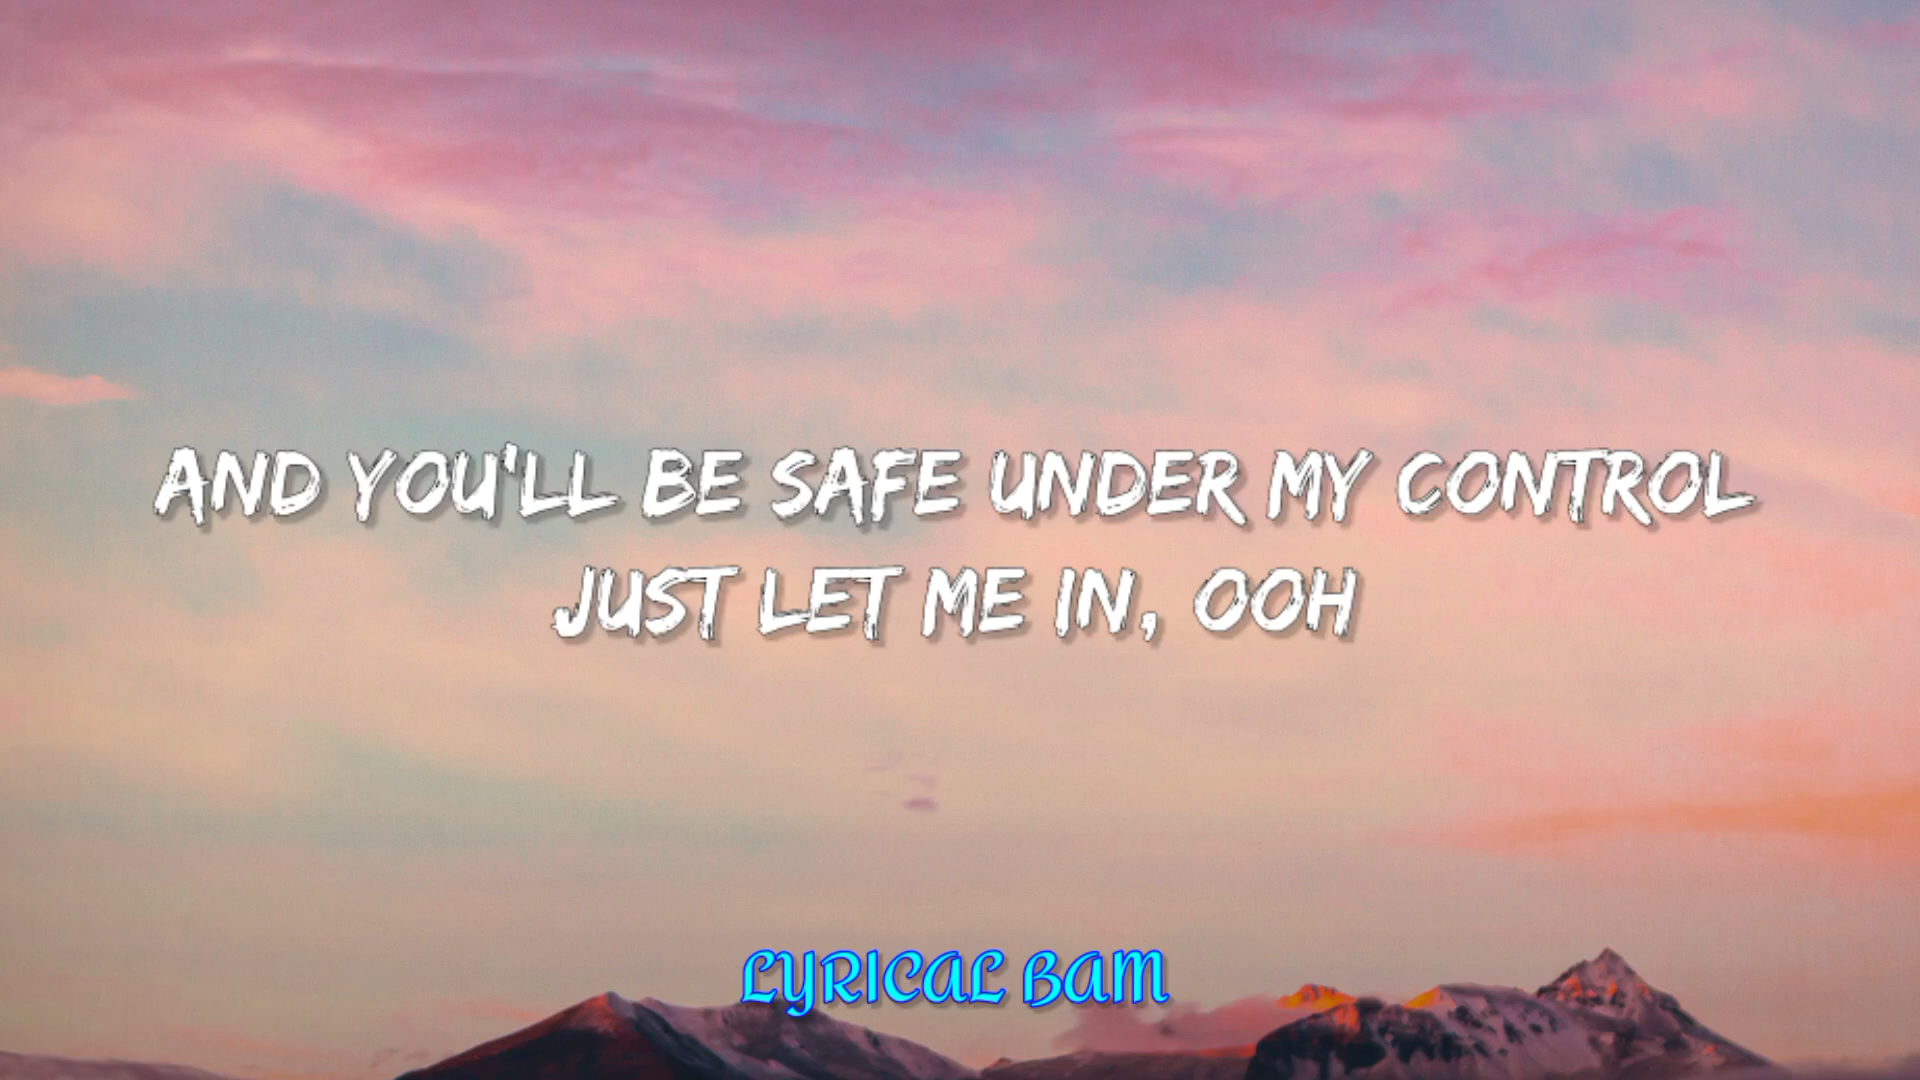 AND YOU'LL BE SAFE UNDER MY CONTROL
JUST LET ME IN, OOH
LYRICAL BAM